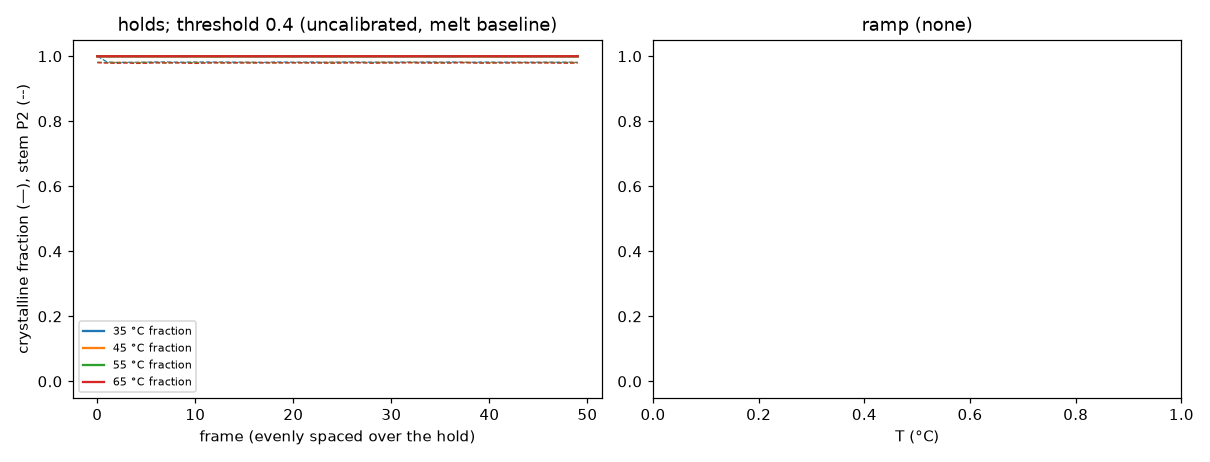 holds; threshold 0.4 (uncalibrated, melt baseline)
crystalline fraction (—), stem P2 (--)
1.0
0.8
0.6
0.4
0.2
0.0
35 °C fraction
45 °C fraction
55 °C fraction
65 °C fraction
0 10 20 30 40 50
frame (evenly spaced over the hold)
ramp (none)
1.0
0.8
0.6
0.4
0.2
0.0
0.0 0.2 0.4 0.6 0.8 1.0
T (°C)